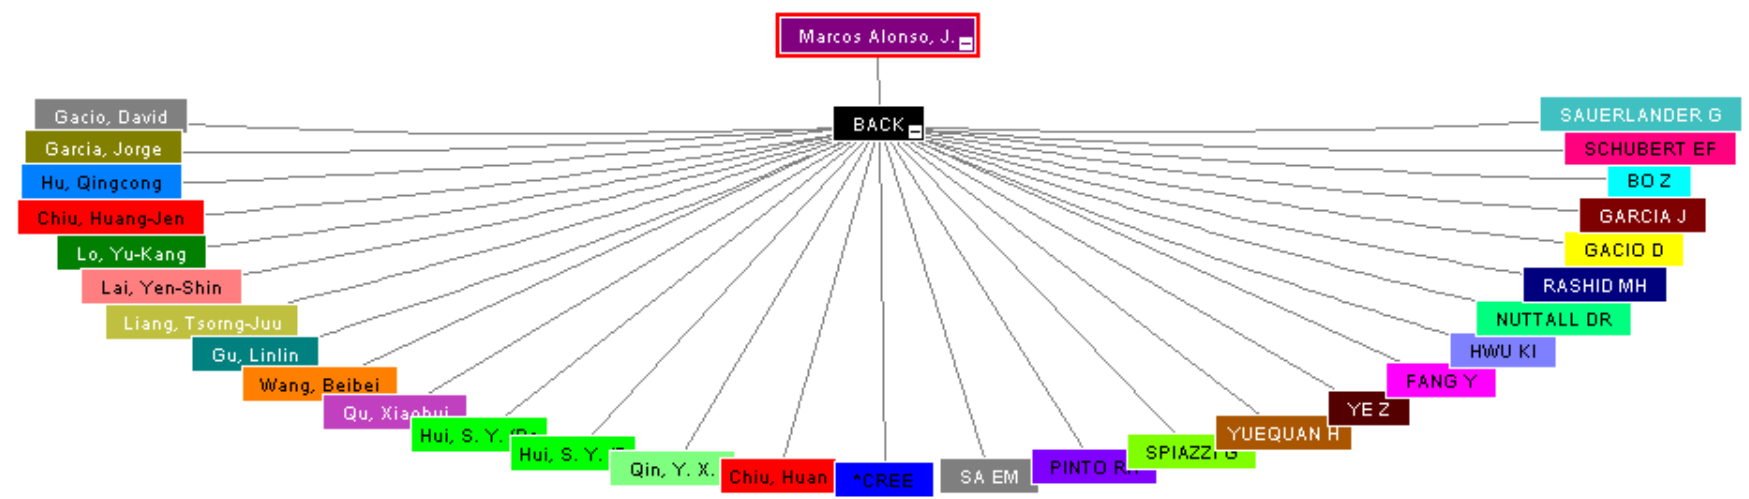 Marcos Alonso, J.
BACK
Gacio, David
Garcia, Jorge
Hu, Qingcong
Chiu, Huang-Jen
Lo, Yu-Kang
Lai, Yen-Shin
Liang, Tsorng-Juu
Gu, Linlin
Wang, Beibei
Qu, Xiaohui
Hui, S. Y.
Hui, S. Y.
Qin, Y. X.
Chiu, Huan
*CREE
SA EM
PINTO
SPIAZZI G
YUEQUAN H
YE Z
FANG Y
HWU KI
NUTTALL DR
RASHID MH
GACIO D
GARCIA J
BO Z
SCHUBERT EF
SAUERLANDER G